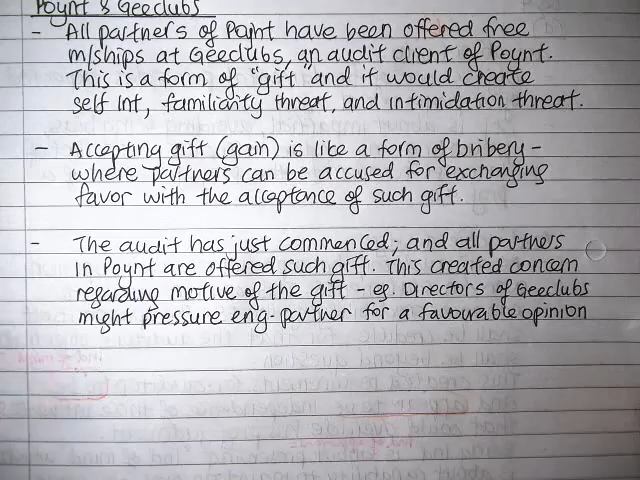 Poynt & Geeclubs
- All partners of Poynt have been offered free
m/ships at Geeclubs, an audit client of Poynt.
This is a form of "gift" and it would create
self Int, familiarity threat, and intimidation threat.
- Accepting gift (gain) is like a form of bribery -
where partners can be accused for exchanging
favor with the acceptance of such gift.
- The audit has just commenced; and all partners
in Poynt are offered such gift. This created concern
regarding motive of the gift - eg. Directors of Geeclubs
might pressure eng. partner for a favourable opinion